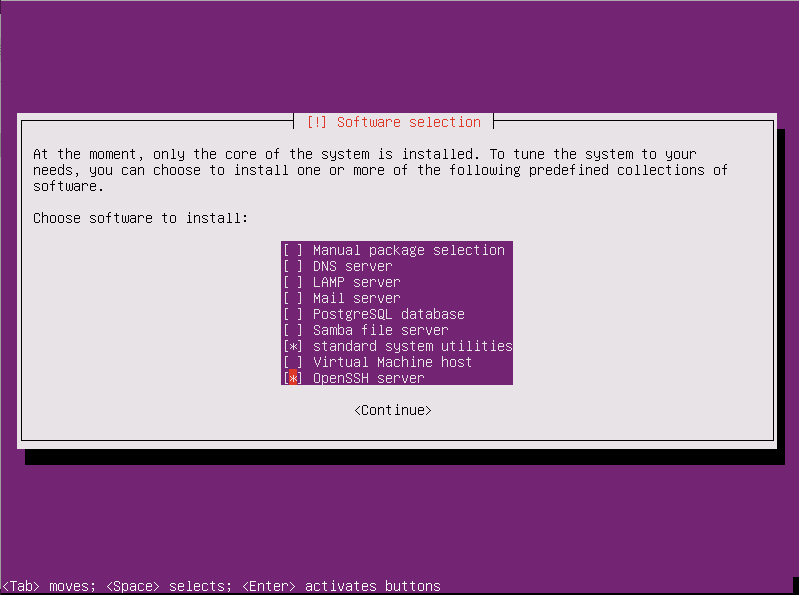 [!] Software selection
At the moment, only the core of the system is installed. To tune the system to your
needs, you can choose to install one or more of the following predefined collections of
software.
Choose software to install:
[ ] Manual package selection
[ ] DNS server
[ ] LAMP server
[ ] Mail server
[ ] PostgreSQL database
[ ] Samba file server
[*] standard system utilities
[ ] Virtual Machine host
[*] OpenSSH server
<Continue>
<Tab> moves; <Space> selects; <Enter> activates buttons